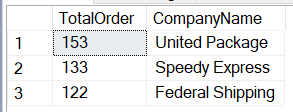 TotalOrder CompanyName
1 153 United Package
2 133 Speedy Express
3 122 Federal Shipping